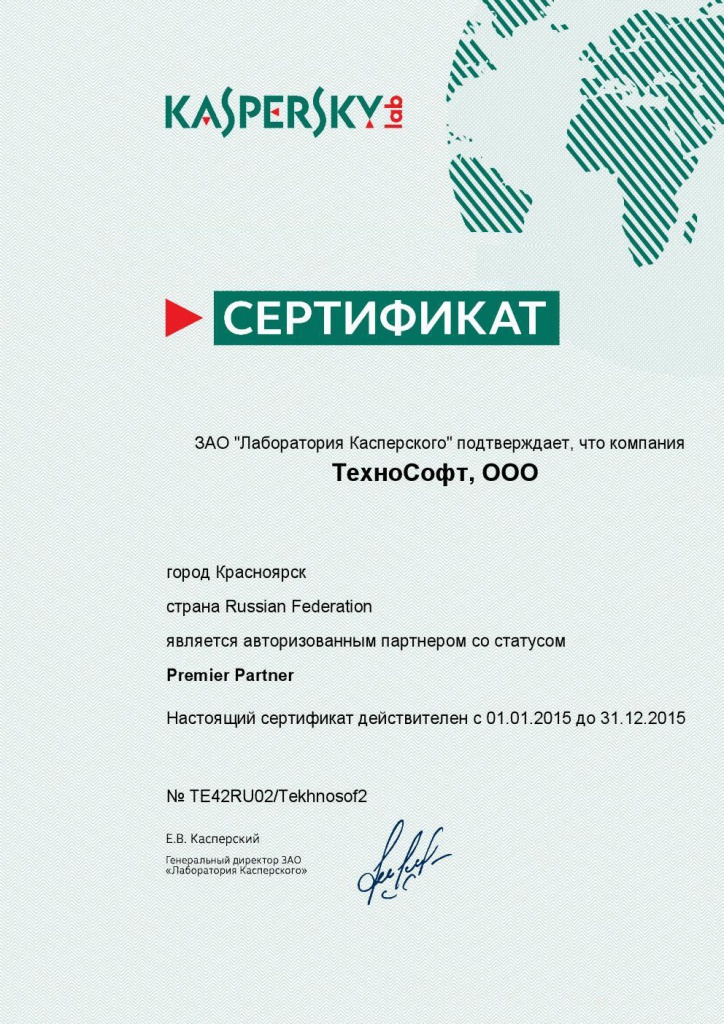 KASPERSKY lab
СЕРТИФИКАТ
ЗАО "Лаборатория Касперского" подтверждает, что компания
ТехноСофт, ООО
город Красноярск
страна Russian Federation
является авторизованным партнером со статусом
Premier Partner
Настоящий сертификат действителен с 01.01.2015 до 31.12.2015
№ TE42RU02/Tekhnosof2
Е.В. Касперский
Генеральный директор ЗАО
«Лаборатория Касперского»